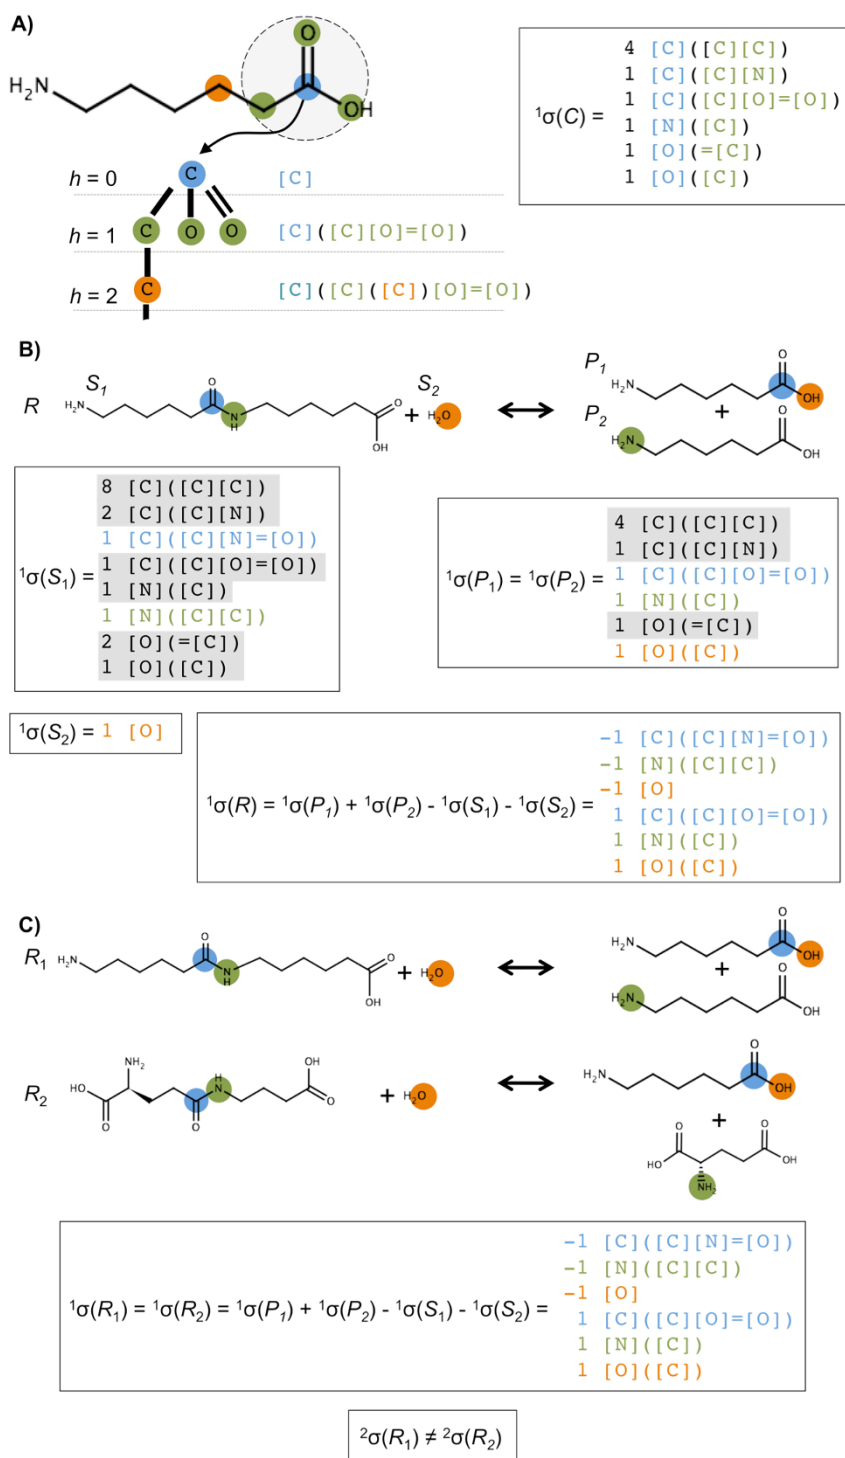 A)
O
H₂N
OH
4 [C]([C][C])
1 [C]([C][N])
1 [C]([C][O]=[O])
¹σ(C) =
1 [N]([C])
1 [O](=[C])
1 [O]([C])
h = 0 C [C]
h = 1 C O O [C]([C][O]=[O])
h = 2 C [C]([C]([C])[O]=[O])
B)
R S₁ S₂ P₁
H₂N O N H O OH + H₂O H₂N O OH
+
P₂
H₂N O OH
8 [C]([C][C])
2 [C]([C][N])
1 [C]([C][N]=[O])
¹σ(S₁) = 1 [C]([C][O]=[O])
1 [N]([C])
1 [N]([C][C])
2 [O](=[C])
1 [O]([C])
4 [C]([C][C])
1 [C]([C][N])
¹σ(P₁) = ¹σ(P₂) = 1 [C]([C][O]=[O])
1 [N]([C])
1 [O](=[C])
1 [O]([C])
¹σ(S₂) = 1 [O]
-1 [C]([C][N]=[O])
-1 [N]([C][C])
-1 [O]
¹σ(R) = ¹σ(P₁) + ¹σ(P₂) - ¹σ(S₁) - ¹σ(S₂) =
1 [C]([C][O]=[O])
1 [N]([C])
1 [O]([C])
C)
R₁ H₂N O N H O OH + H₂O H₂N O OH
+
H₂N O OH
R₂ HO NH₂ O O H N OH O + H₂O H₂N O OH
+
O O HO OH NH₂
-1 [C]([C][N]=[O])
-1 [N]([C][C])
-1 [O]
¹σ(R₁) = ¹σ(R₂) = ¹σ(P₁) + ¹σ(P₂) - ¹σ(S₁) - ¹σ(S₂) =
1 [C]([C][O]=[O])
1 [N]([C])
1 [O]([C])
²σ(R₁) ≠ ²σ(R₂)